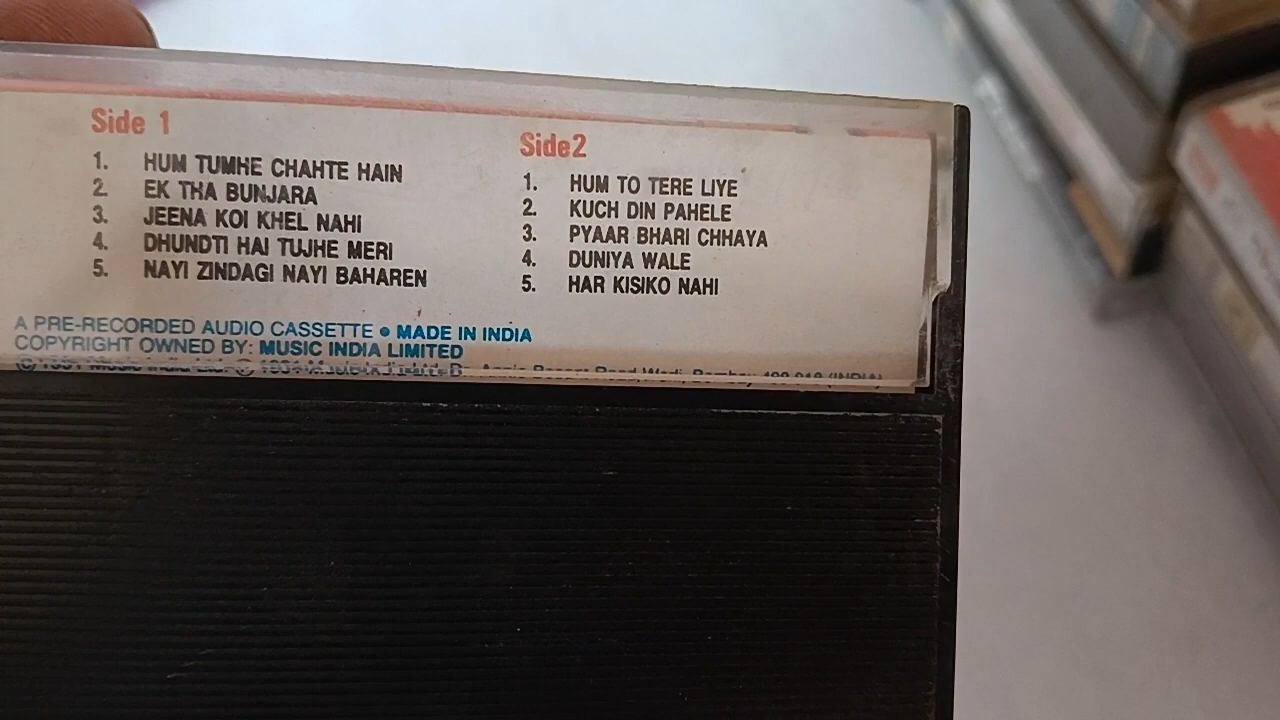 Side 1
1. HUM TUMHE CHAHTE HAIN
2. EK THA BUNJARA
3. JEENA KOI KHEL NAHI
4. DHUNDTI HAI TUJHE MERI
5. NAYI ZINDAGI NAYI BAHAREN
Side2
1. HUM TO TERE LIYE
2. KUCH DIN PAHELE
3. PYAAR BHARI CHHAYA
4. DUNIYA WALE
5. HAR KISIKO NAHI
A PRE-RECORDED AUDIO CASSETTE • MADE IN INDIA
COPYRIGHT OWNED BY: MUSIC INDIA LIMITED